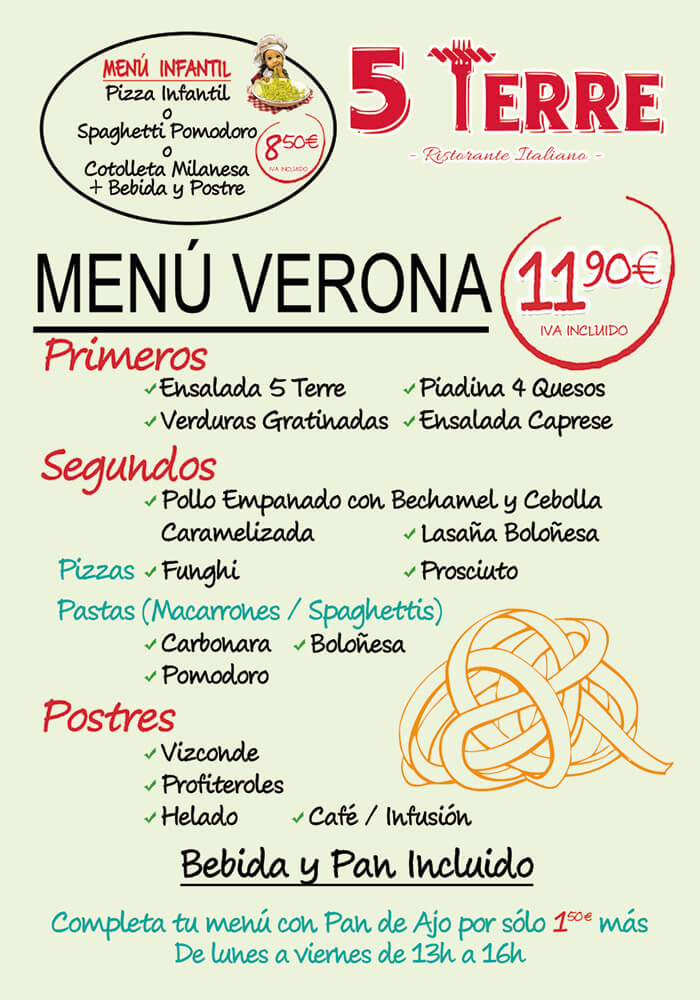 MENÚ INFANTIL
Pizza Infantil
o
Spaghetti Pomodoro
o
Cotolleta Milanesa
+ Bebida y Postre
8 50€
IVA INCLUIDO
5 TERRE
- Ristorante Italiano -
MENÚ VERONA
11 90€
IVA INCLUIDO
Primeros
Ensalada 5 Terre
Piadina 4 Quesos
Verduras Gratinadas
Ensalada Caprese
Segundos
Pollo Empanado con Bechamel y Cebolla
Caramelizada
Lasaña Boloñesa
Pizzas
Funghi
Prosciuto
Pastas (Macarrones / Spaghettis)
Carbonara
Boloñesa
Pomodoro
Postres
Vizconde
Profiteroles
Helado
Café / Infusión
Bebida y Pan Incluido
Completa tu menú con Pan de Ajo por sólo 1 50€ más
De lunes a viernes de 13h a 16h